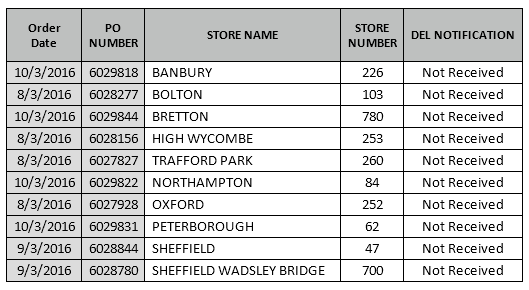 Order Date PO NUMBER STORE NAME STORE NUMBER DEL NOTIFICATION
10/3/2016 6029818 BANBURY 226 Not Received
8/3/2016 6028277 BOLTON 103 Not Received
10/3/2016 6029844 BRETTON 780 Not Received
8/3/2016 6028156 HIGH WYCOMBE 253 Not Received
8/3/2016 6027827 TRAFFORD PARK 260 Not Received
10/3/2016 6029822 NORTHAMPTON 84 Not Received
8/3/2016 6027928 OXFORD 252 Not Received
10/3/2016 6029831 PETERBOROUGH 62 Not Received
9/3/2016 6028844 SHEFFIELD 47 Not Received
9/3/2016 6028780 SHEFFIELD WADSLEY BRIDGE 700 Not Received